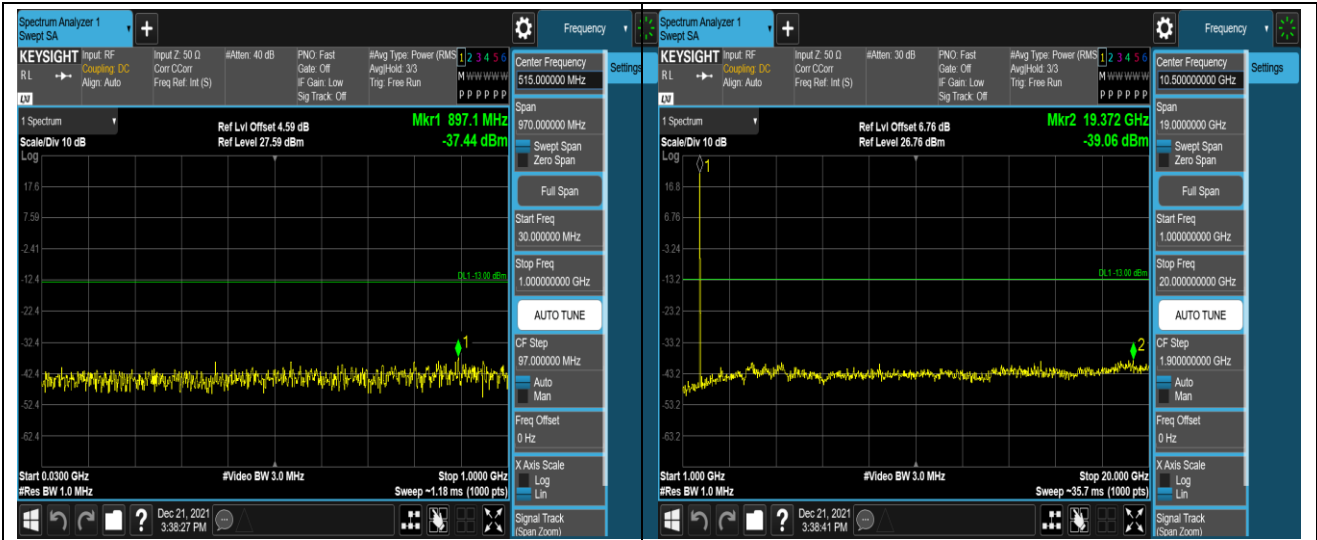 Spectrum Analyzer 1
Swept SA
+
Frequency
KEYSIGHT
Input: RF
Coupling: DC
Align: Auto
Input Z: 50 Ω
Corr CCorr
Freq Ref: Int (S)
#Atten: 40 dB
PNO: Fast
Gate: Off
IF Gain: Low
Sig Track: Off
#Avg Type: Power (RMS
Avg|Hold: 3/3
Trig: Free Run
1 2 3 4 5 6
M W W W W W
P P P P P P
RL
LXI
Center Frequency
515.000000 MHz
Settings
Span
970.000000 MHz
Swept Span
Zero Span
Full Span
Start Freq
30.000000 MHz
Stop Freq
1.000000000 GHz
AUTO TUNE
CF Step
97.000000 MHz
Auto
Man
Freq Offset
0 Hz
X Axis Scale
Log
Lin
Signal Track
(Span Zoom)
1 Spectrum
Scale/Div 10 dB
Log
Ref Lvl Offset 4.59 dB
Ref Level 27.59 dBm
Mkr1 897.1 MHz
-37.44 dBm
17.6
7.59
-2.41
-12.4
-22.4
-32.4
-42.4
-52.4
-62.4
DL1 -13.00 dBm
1
Start 0.0300 GHz
#Res BW 1.0 MHz
#Video BW 3.0 MHz
Stop 1.0000 GHz
Sweep ~1.18 ms (1000 pts)
?
Dec 21, 2021
3:38:27 PM
Spectrum Analyzer 1
Swept SA
+
Frequency
KEYSIGHT
Input: RF
Coupling: DC
Align: Auto
Input Z: 50 Ω
Corr CCorr
Freq Ref: Int (S)
#Atten: 30 dB
PNO: Fast
Gate: Off
IF Gain: Low
Sig Track: Off
#Avg Type: Power (RMS
Avg|Hold: 3/3
Trig: Free Run
1 2 3 4 5 6
M W W W W W
P P P P P P
RL
LXI
Center Frequency
10.500000000 GHz
Settings
Span
19.0000000 GHz
Swept Span
Zero Span
Full Span
Start Freq
1.000000000 GHz
Stop Freq
20.000000000 GHz
AUTO TUNE
CF Step
1.900000000 GHz
Auto
Man
Freq Offset
0 Hz
X Axis Scale
Log
Lin
Signal Track
(Span Zoom)
1 Spectrum
Scale/Div 10 dB
Log
Ref Lvl Offset 6.76 dB
Ref Level 26.76 dBm
Mkr2 19.372 GHz
-39.06 dBm
1
16.8
6.76
-3.24
-13.2
-23.2
-33.2
-43.2
-53.2
-63.2
DL1 -13.00 dBm
2
Start 1.000 GHz
#Res BW 1.0 MHz
#Video BW 3.0 MHz
Stop 20.000 GHz
Sweep ~35.7 ms (1000 pts)
?
Dec 21, 2021
3:38:41 PM